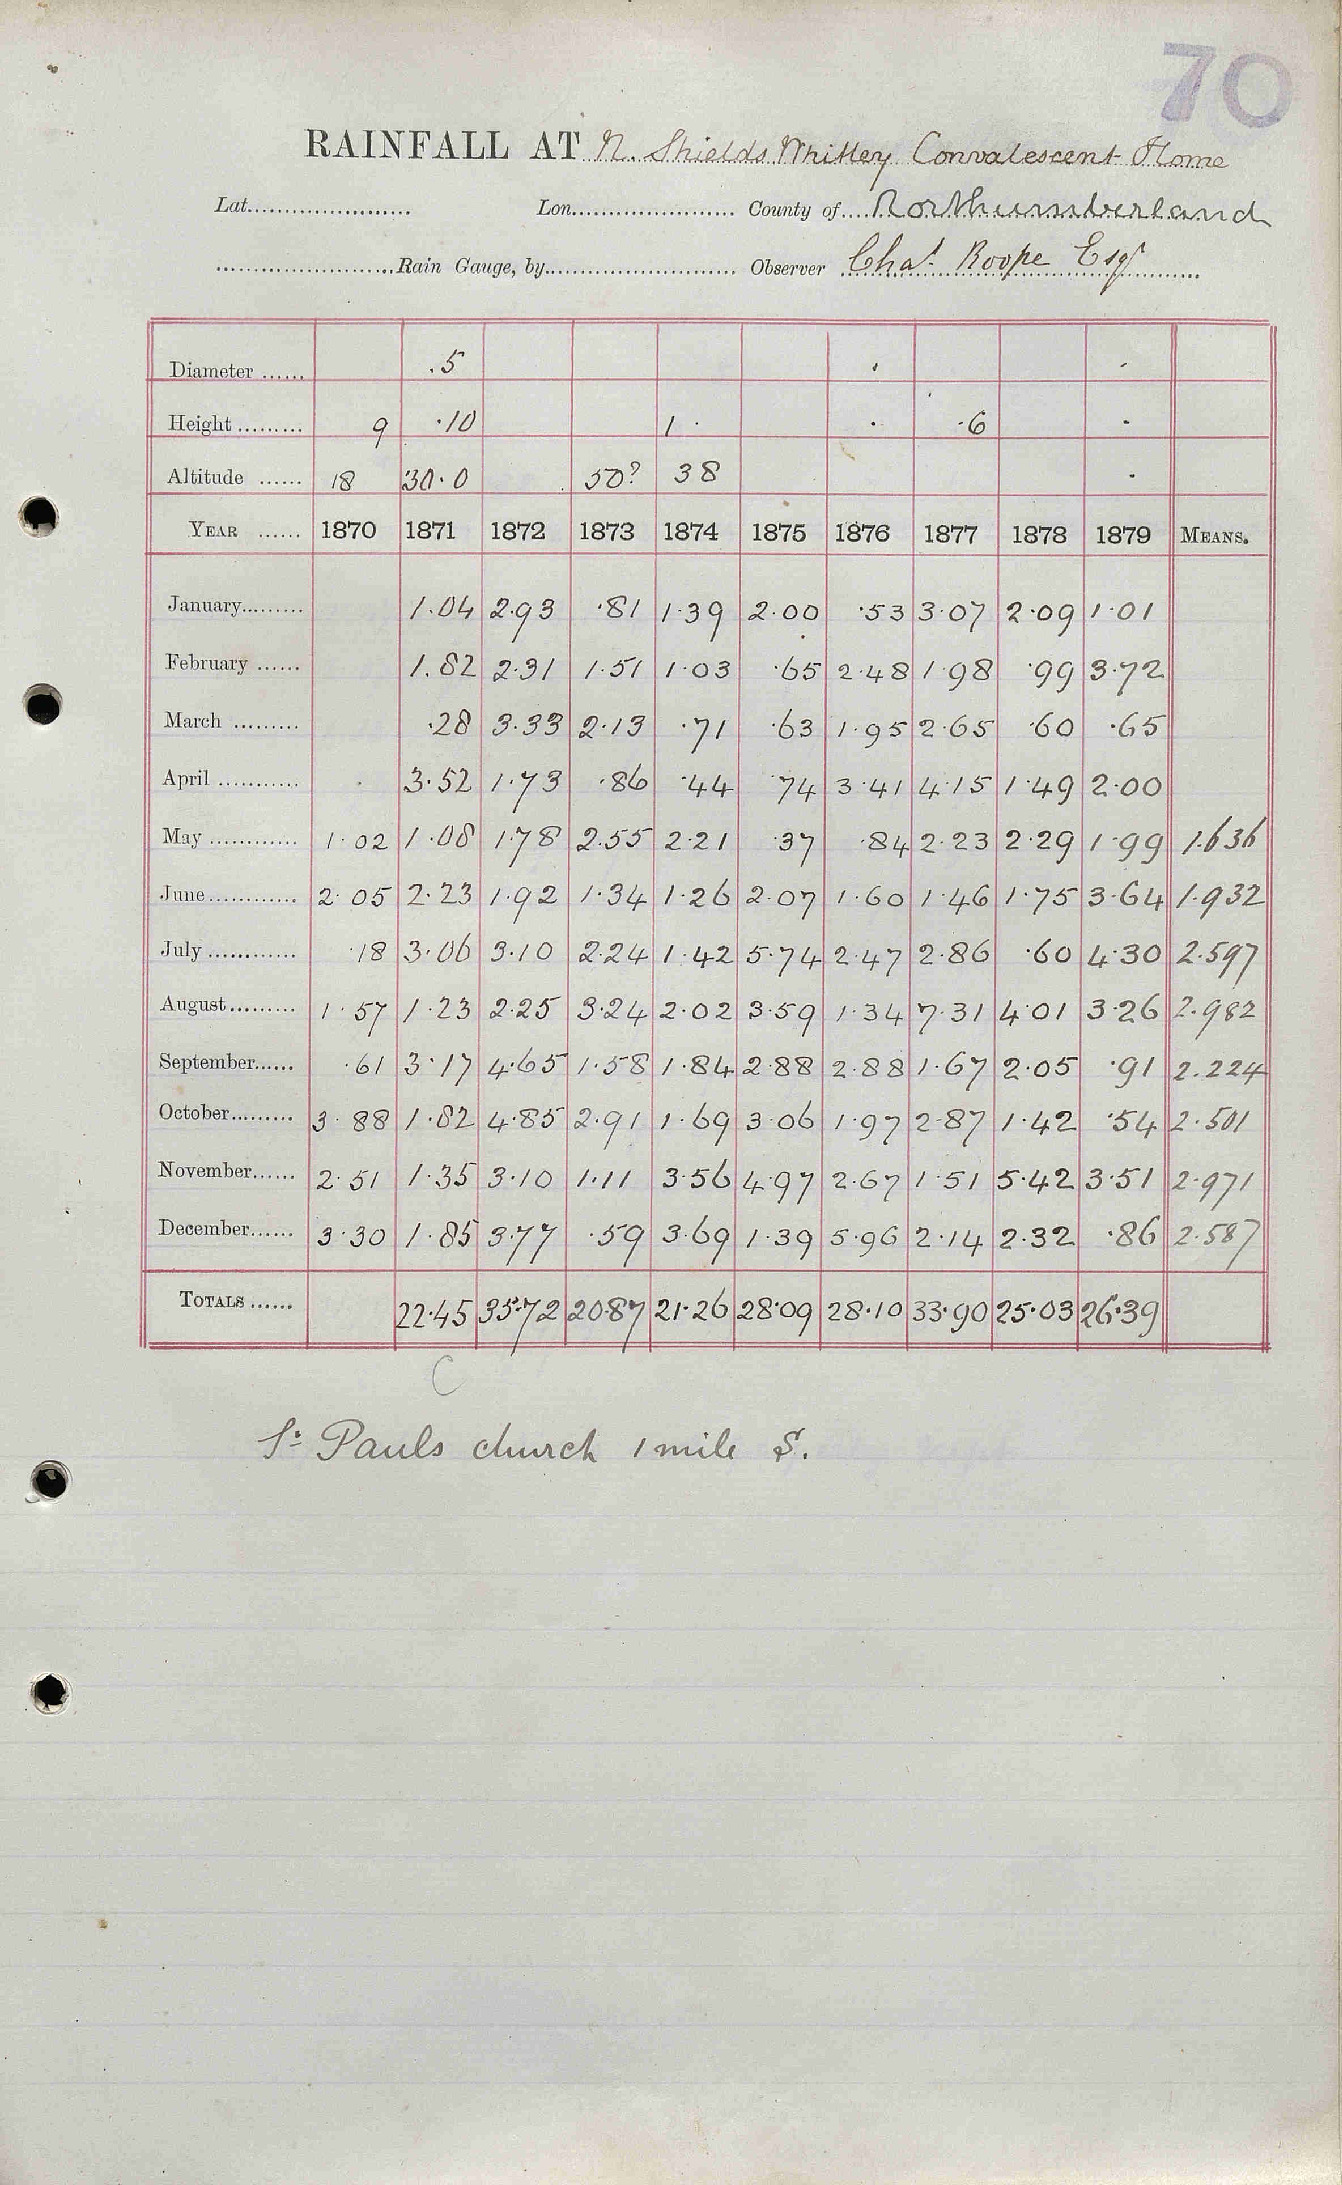 70
RAINFALL AT N. Shields Whitley Convalescent Home
Lat...................... Lon...................... County of.... Northumberland
........................Rain Gauge, by.......................... Observer Chas. Roope Esqr
Diameter ...... .5 . .
Height ......... 9 .10 1. . .6 .
Altitude ...... 18 30.0 50? 38 .
YEAR ...... 1870 1871 1872 1873 1874 1875 1876 1877 1878 1879 MEANS.
January......... 1.04 2.93 .81 1.39 2.00 .53 3.07 2.09 1.01
February ...... 1.82 2.31 1.51 1.03 .65 2.48 1.98 .99 3.72
March ......... .28 3.33 2.13 .71 .63 1.95 2.65 .60 .65
April ............ 3.52 1.73 .86 .44 .74 3.41 4.15 1.49 2.00
May ............ 1.02 1.08 1.78 2.55 2.21 .37 .84 2.23 2.29 1.99 1.636
June............ 2.05 2.23 1.92 1.34 1.26 2.07 1.60 1.46 1.75 3.64 1.932
July ............ .18 3.06 3.10 2.24 1.42 5.74 2.47 2.86 .60 4.30 2.597
August......... 1.57 1.23 2.25 3.24 2.02 3.59 1.34 7.31 4.01 3.26 2.982
September...... .61 3.17 4.65 1.58 1.84 2.88 2.88 1.67 2.05 .91 2.224
October......... 3.88 1.82 4.85 2.91 1.69 3.06 1.97 2.87 1.42 .54 2.501
November...... 2.51 1.35 3.10 1.11 3.56 4.97 2.67 1.51 5.42 3.51 2.971
December...... 3.30 1.85 3.77 .59 3.69 1.39 5.96 2.14 2.32 .86 2.587
TOTALS ...... 22.45 35.72 20.87 21.26 28.09 28.10 33.90 25.03 26.39
C
St. Pauls church 1 mile S.